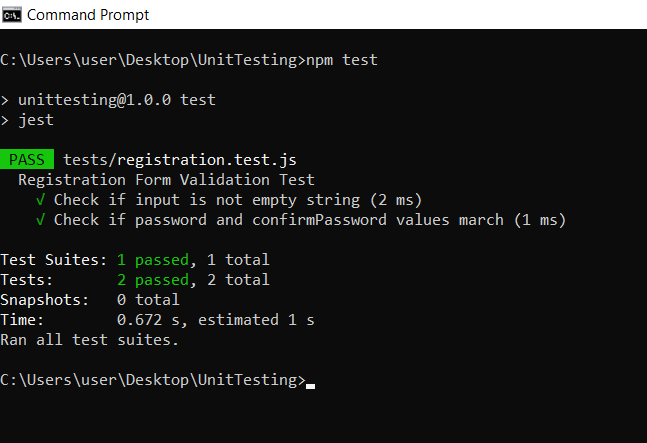 Command Prompt
C:\Users\user\Desktop\UnitTesting>npm test
> unittesting@1.0.0 test
> jest
PASS tests/registration.test.js
Registration Form Validation Test
√ Check if input is not empty string (2 ms)
√ Check if password and confirmPassword values march (1 ms)
Test Suites: 1 passed, 1 total
Tests: 2 passed, 2 total
Snapshots: 0 total
Time: 0.672 s, estimated 1 s
Ran all test suites.
C:\Users\user\Desktop\UnitTesting>